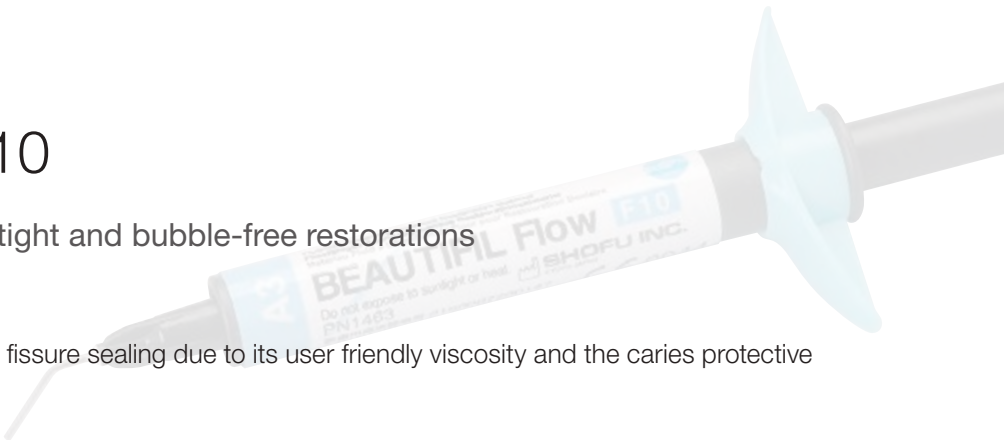 10
tight and bubble-free restorations
BEAUTIFIL Flow F10
A3
Do not expose to sunlight or heat.
SHOFU INC.
PN1463
fissure sealing due to its user friendly viscosity and the caries protective